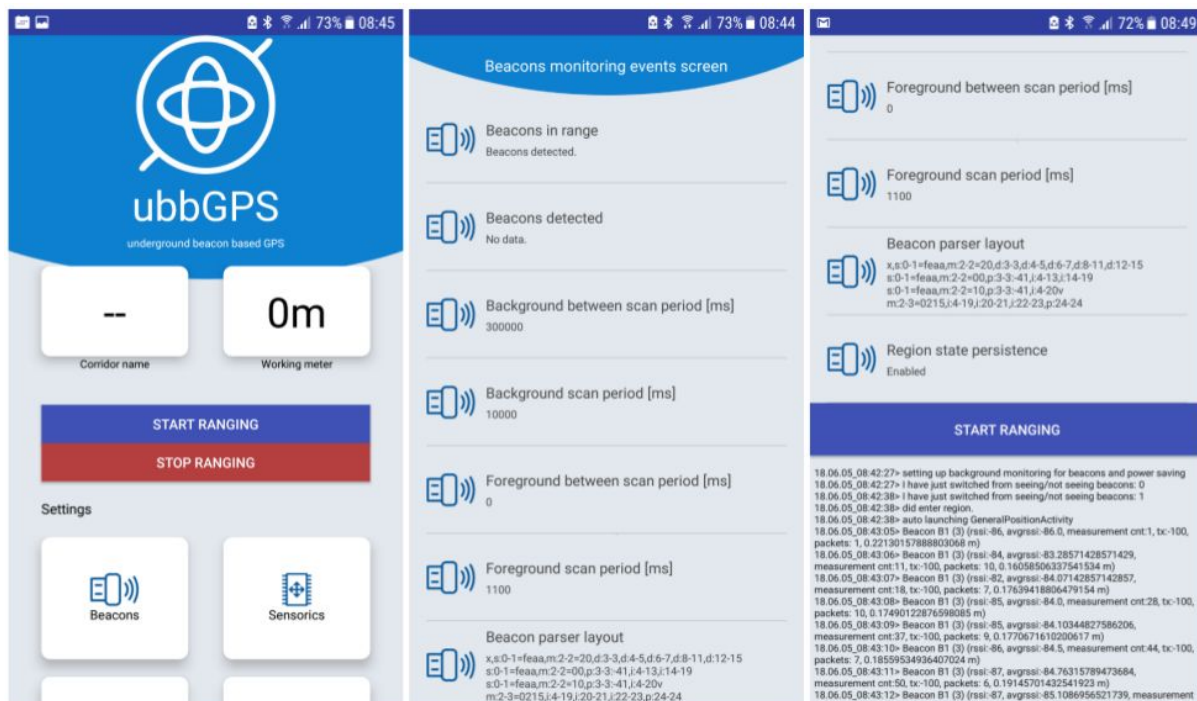 73% 08:45
ubbGPS
underground beacon based GPS
--
0m
Corridor name
Working meter
START RANGING
STOP RANGING
Settings
Beacons
Sensorics
73% 08:44
Beacons monitoring events screen
Beacons in range
Beacons detected.
Beacons detected
No data.
Background between scan period [ms]
300000
Background scan period [ms]
10000
Foreground between scan period [ms]
0
Foreground scan period [ms]
1100
Beacon parser layout
x,s:0-1=feaa,m:2-2=20,d:3-3,d:4-5,d:6-7,d:8-11,d:12-15
s:0-1=feaa,m:2-2=00,p:3-3:-41,i:4-13,i:14-19
s:0-1=feaa,m:2-2=10,p:3-3:-41,i:4-20v
m:2-3=0215,i:4-19,i:20-21,i:22-23,p:24-24
72% 08:49
Foreground between scan period [ms]
0
Foreground scan period [ms]
1100
Beacon parser layout
x,s:0-1=feaa,m:2-2=20,d:3-3,d:4-5,d:6-7,d:8-11,d:12-15
s:0-1=feaa,m:2-2=00,p:3-3:-41,i:4-13,i:14-19
s:0-1=feaa,m:2-2=10,p:3-3:-41,i:4-20v
m:2-3=0215,i:4-19,i:20-21,i:22-23,p:24-24
Region state persistence
Enabled
START RANGING
18.06.05_08:42:27> setting up background monitoring for beacons and power saving
18.06.05_08:42:27> I have just switched from seeing/not seeing beacons: 0
18.06.05_08:42:38> I have just switched from seeing/not seeing beacons: 1
18.06.05_08:42:38> did enter region.
18.06.05_08:42:38> auto launching GeneralPositionActivity
18.06.05_08:43:05> Beacon B1 (3) (rssi:-86, avgrssi:-86.0, measurement cnt:1, tx:-100,
packets: 1, 0.22130157888803068 m)
18.06.05_08:43:06> Beacon B1 (3) (rssi:-84, avgrssi:-83.28571428571429,
measurement cnt:11, tx:-100, packets: 10, 0.16058506337541534 m)
18.06.05_08:43:07> Beacon B1 (3) (rssi:-82, avgrssi:-84.07142857142857,
measurement cnt:18, tx:-100, packets: 7, 0.17639418806479154 m)
18.06.05_08:43:08> Beacon B1 (3) (rssi:-85, avgrssi:-84.0, measurement cnt:28, tx:-100,
packets: 10, 0.17490122876598085 m)
18.06.05_08:43:09> Beacon B1 (3) (rssi:-85, avgrssi:-84.10344827586206,
measurement cnt:37, tx:-100, packets: 9, 0.1770671610200617 m)
18.06.05_08:43:10> Beacon B1 (3) (rssi:-86, avgrssi:-84.5, measurement cnt:44, tx:-100,
packets: 7, 0.18559534936407024 m)
18.06.05_08:43:11> Beacon B1 (3) (rssi:-87, avgrssi:-84.76315789473684,
measurement cnt:50, tx:-100, packets: 6, 0.19145701432541923 m)
18.06.05_08:43:12> Beacon B1 (3) (rssi:-87, avgrssi:-85.1086956521739, measurement